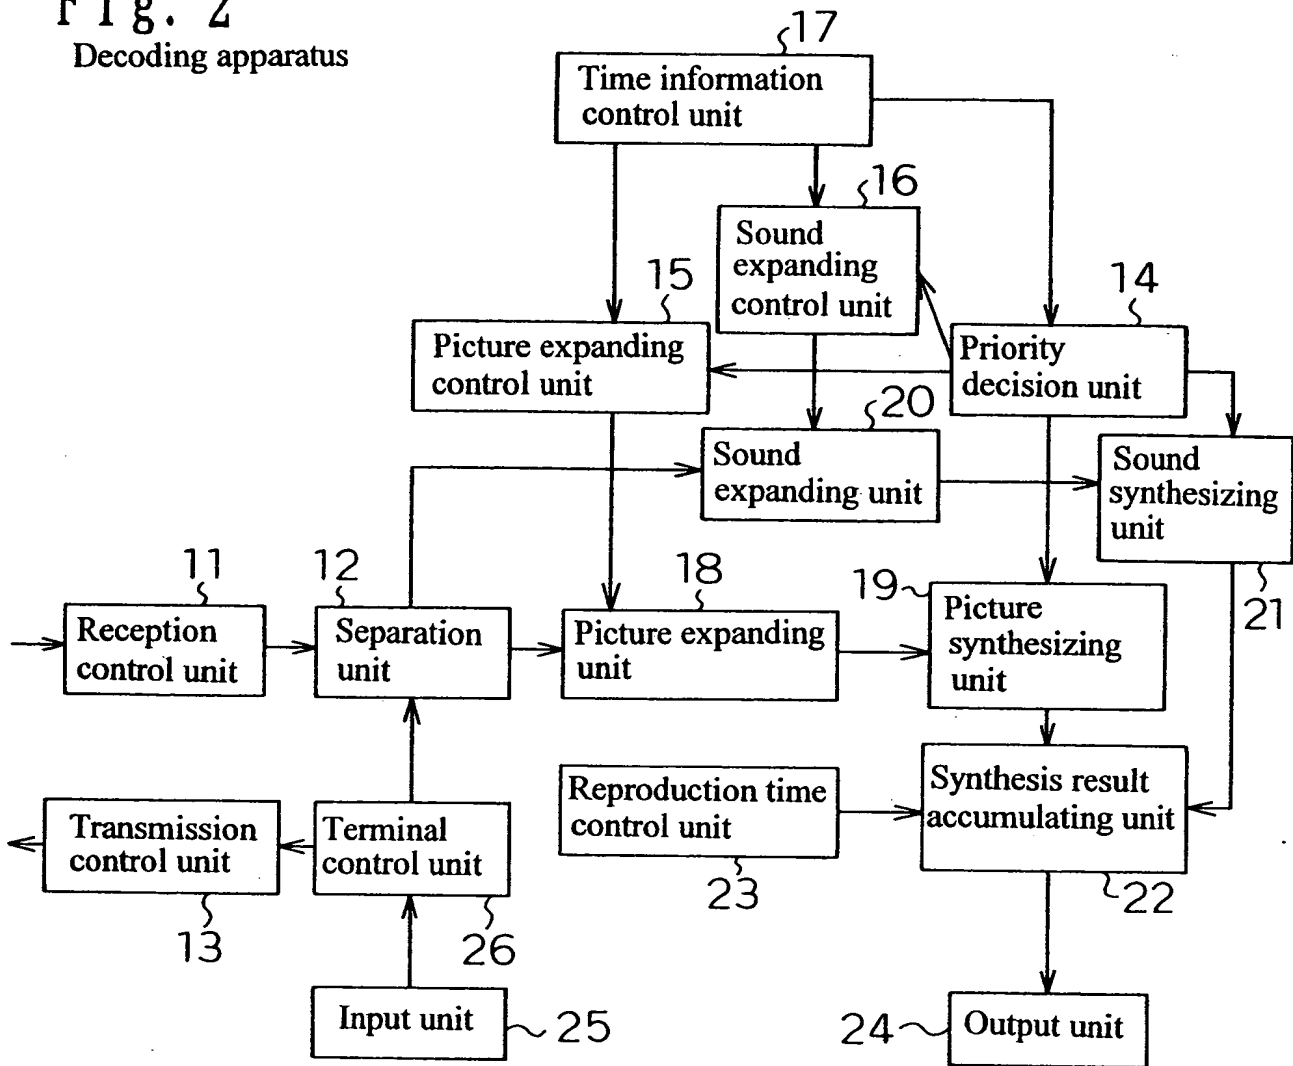 Fig. 2
Decoding apparatus
17
Time information
control unit
16
Sound
expanding
control unit
15
Picture expanding
control unit
14
Priority
decision unit
20
Sound
expanding unit
Sound
synthesizing
unit
21
11
Reception
control unit
12
Separation
unit
18
Picture expanding
unit
19
Picture
synthesizing
unit
Transmission
control unit
13
Terminal
control unit
26
Reproduction time
control unit
23
Synthesis result
accumulating unit
22
Input unit
25
24
Output unit